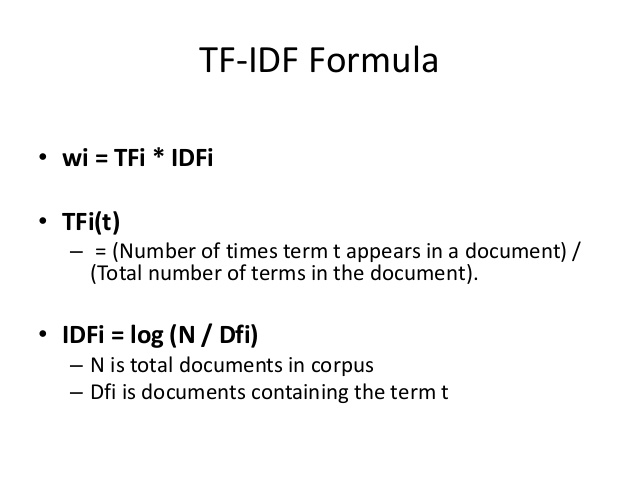 TF-IDF Formula
• wi = TFi * IDFi
• TFi(t)
– = (Number of times term t appears in a document) /
(Total number of terms in the document).
• IDFi = log (N / Dfi)
– N is total documents in corpus
– Dfi is documents containing the term t